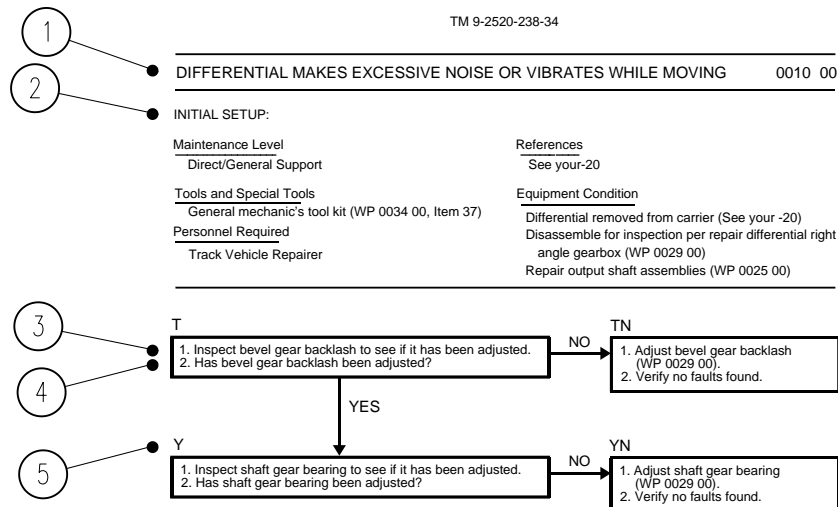 TM 9-2520-238-34
1
DIFFERENTIAL MAKES EXCESSIVE NOISE OR VIBRATES WHILE MOVING 0010 00
2
INITIAL SETUP:
Maintenance Level
Direct/General Support
Tools and Special Tools
General mechanic's tool kit (WP 0034 00, Item 37)
Personnel Required
Track Vehicle Repairer
References
See your-20
Equipment Condition
Differential removed from carrier (See your -20)
Disassemble for inspection per repair differential right
angle gearbox (WP 0029 00)
Repair output shaft assemblies (WP 0025 00)
3
T
1. Inspect bevel gear backlash to see if it has been adjusted.
2. Has bevel gear backlash been adjusted?
4
NO
TN
1. Adjust bevel gear backlash
(WP 0029 00).
2. Verify no faults found.
YES
5
Y
1. Inspect shaft gear bearing to see if it has been adjusted.
2. Has shaft gear bearing been adjusted?
NO
YN
1. Adjust shaft gear bearing
(WP 0029 00).
2. Verify no faults found.